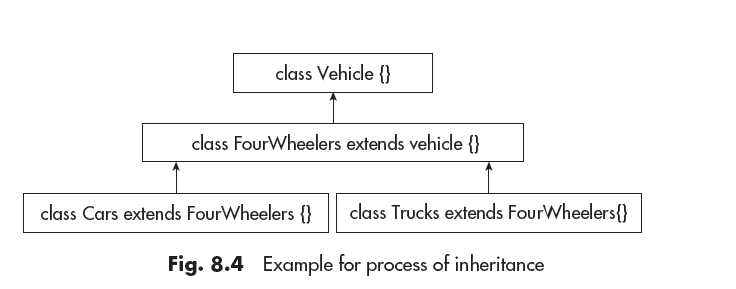 class Vehicle {}
class FourWheelers extends vehicle {}
class Cars extends FourWheelers {}
class Trucks extends FourWheelers{}
Fig. 8.4 Example for process of inheritance